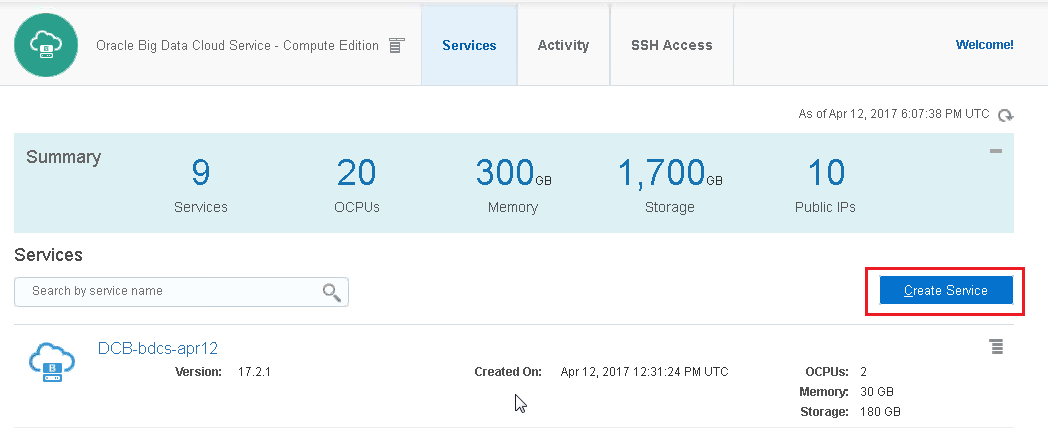 Oracle Big Data Cloud Service - Compute Edition
Services
Activity
SSH Access
Welcome!
As of Apr 12, 2017 6:07:38 PM UTC
Summary
9 20 300GB 1,700GB 10
Services OCPUs Memory Storage Public IPs
Services
Search by service name
Create Service
B
DCB-bdcs-apr12
Version: 17.2.1 Created On: Apr 12, 2017 12:31:24 PM UTC OCPUs: 2
Memory: 30 GB
Storage: 180 GB